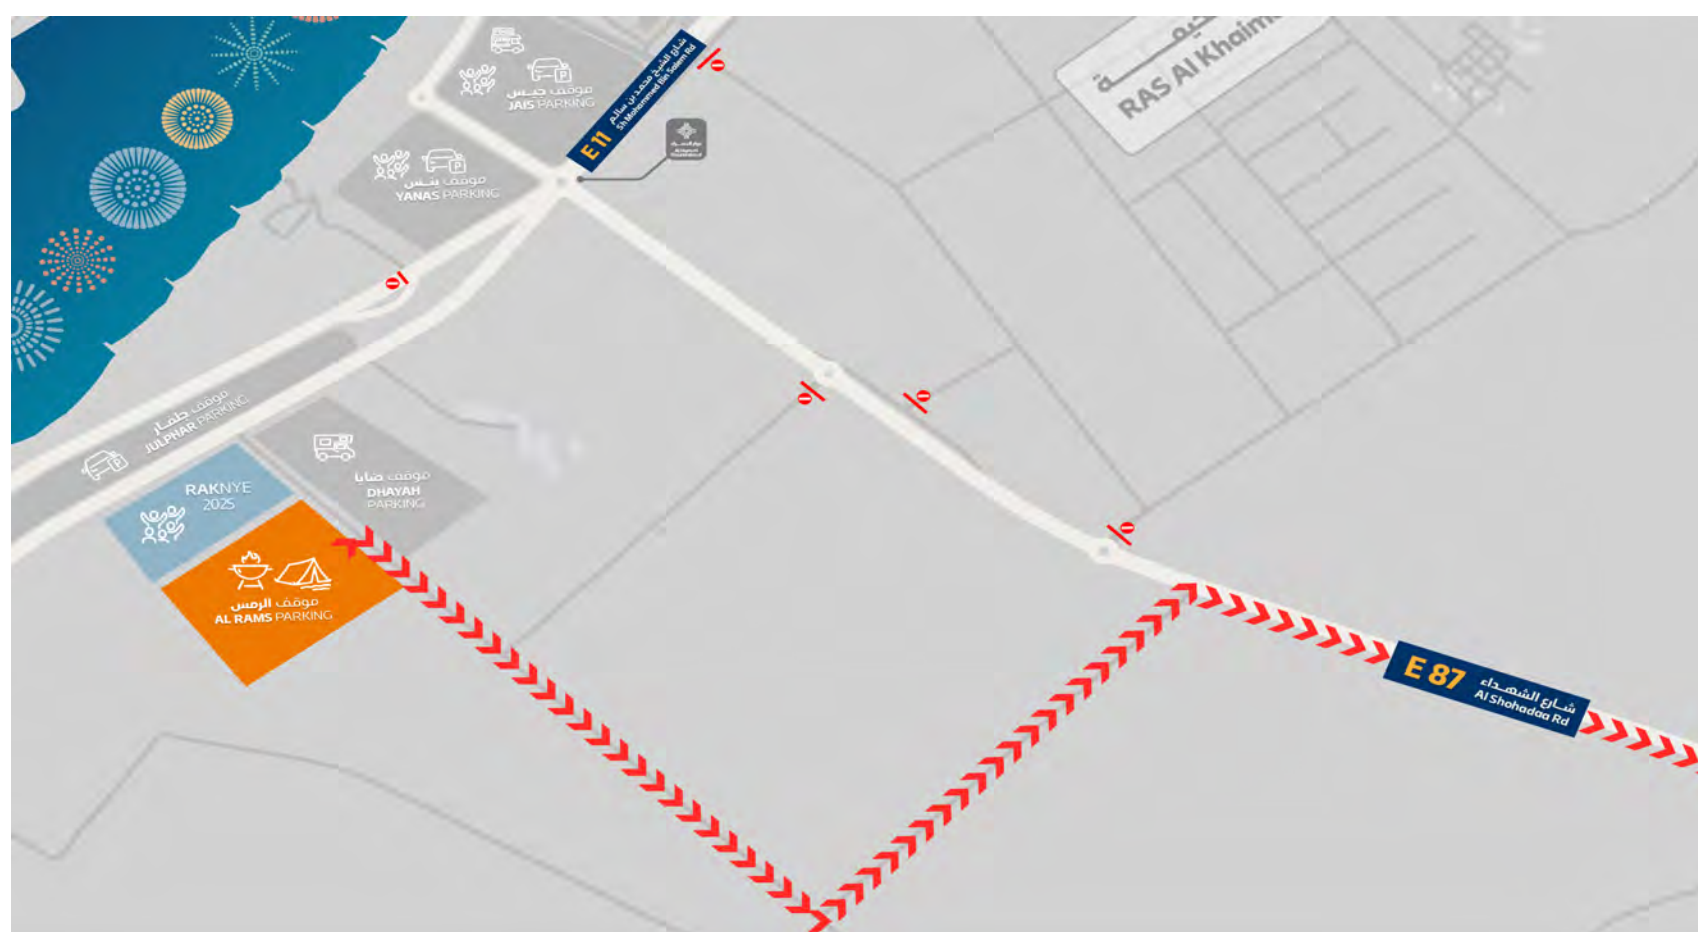 موقف جيس
JAIS PARKING
شارع الشيخ محمد بن سالم
Sh Mohammed Bin Salem Rd
E 11
RAS Al Khaim
موقف ينس
YANAS PARKING
موقف جلفار
JULPHAR PARKING
P
RAKNYE
2025
موقف ضايا
DHAYAH
PARKING
موقف الرمس
AL RAMS PARKING
E 87
شارع الشهداء
Al Shohadaa Rd